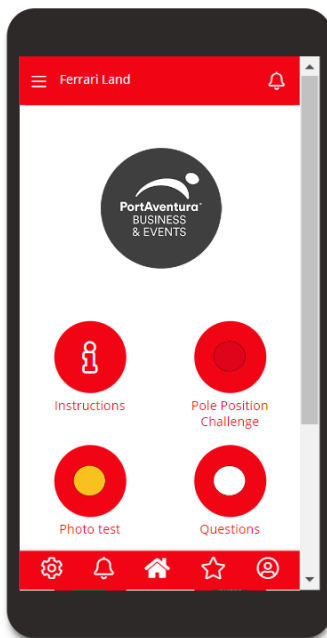 Ferrari Land
PortAventura
BUSINESS
& EVENTS
Instructions
Pole Position
Challenge
Photo test
Questions